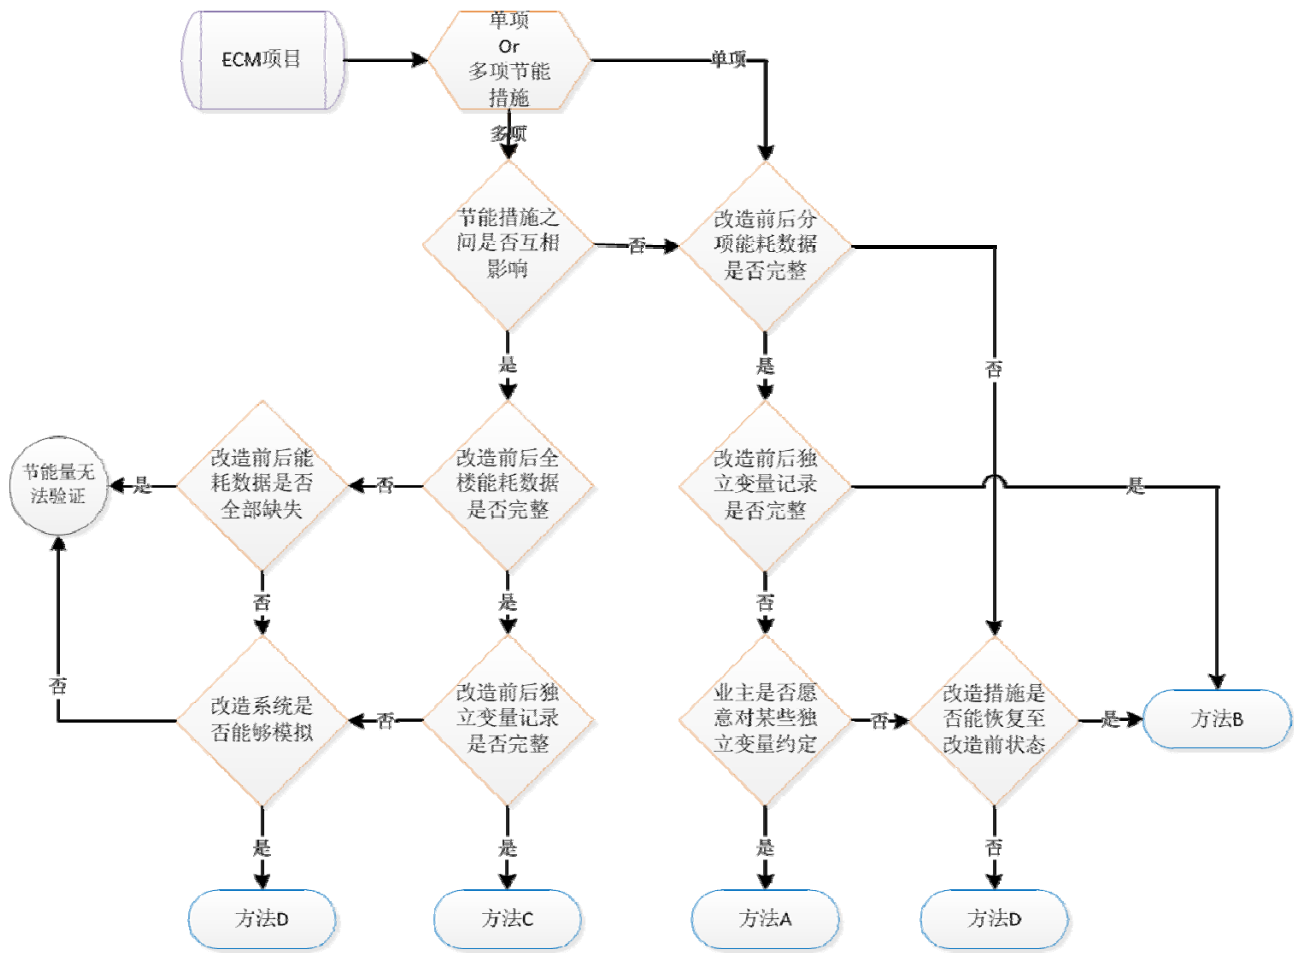 ECM项目
单项
Or
多项节能
措施
单项
多项
节能措施之
间是否互相
影响
否
改造前后分
项能耗数据
是否完整
是
是
否
节能量无
法验证
是
改造前后能
耗数据是否
全部缺失
否
改造前后全
楼能耗数据
是否完整
改造前后独
立变量记录
是否完整
是
否
是
否
否
改造系统是
否能够模拟
否
改造前后独
立变量记录
是否完整
业主是否愿
意对某些独
立变量约定
否
改造措施是
否能恢复至
改造前状态
是
方法B
是
是
是
否
方法D
方法C
方法A
方法D